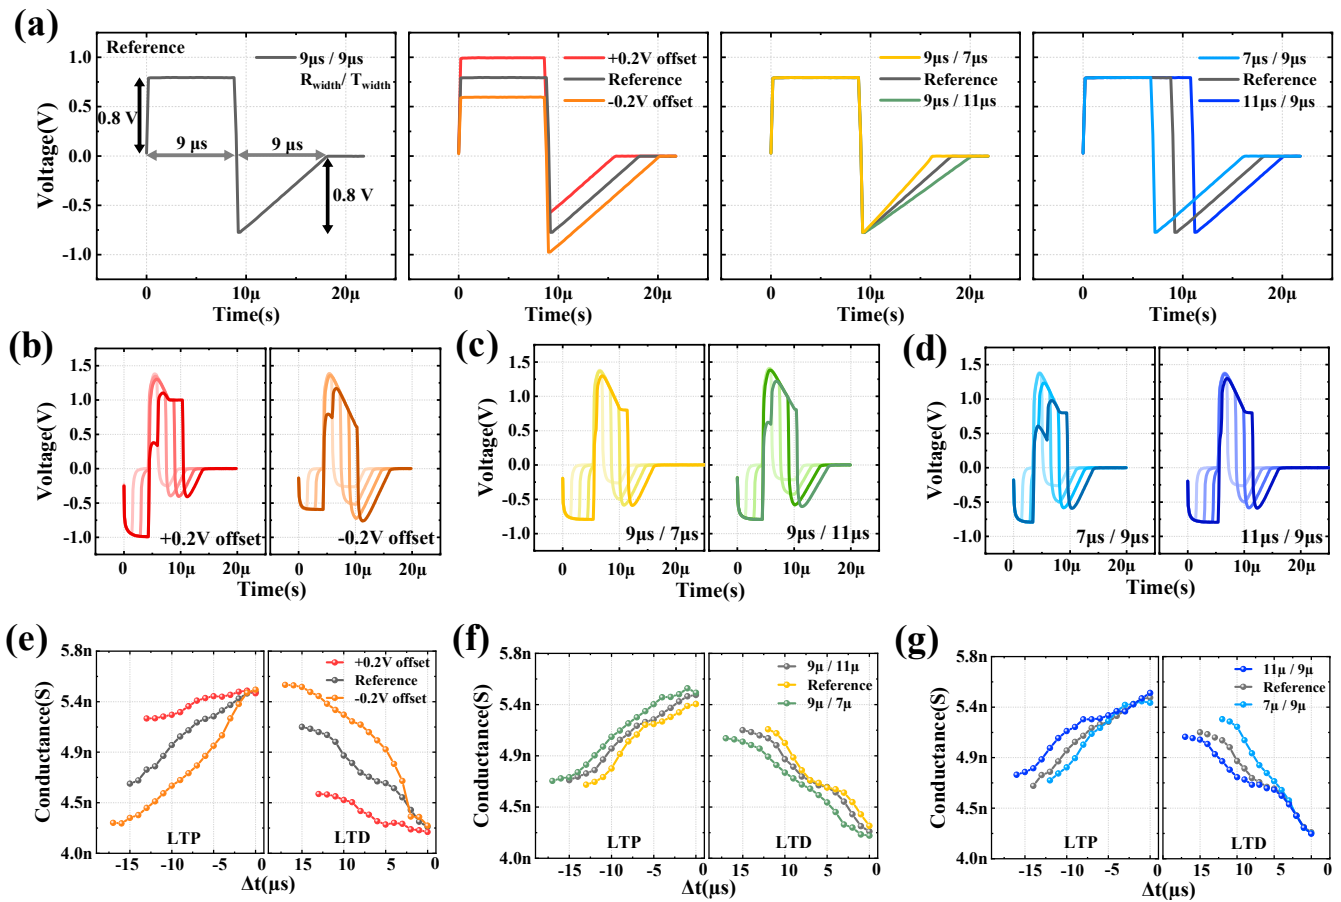 (a)
Reference
9μs / 9μs
R_width/ T_width
0.8 V
9 μs
9 μs
0.8 V
Voltage(V)
1.0
0.5
0.0
-0.5
-1.0
0
10μ
20μ
Time(s)
+0.2V offset
Reference
-0.2V offset
0
10μ
20μ
Time(s)
9μs / 7μs
Reference
9μs / 11μs
0
10μ
20μ
Time(s)
7μs / 9μs
Reference
11μs / 9μs
0
10μ
20μ
Time(s)
(b)
Voltage(V)
1.5
1.0
0.5
0.0
-0.5
-1.0
+0.2V offset
-0.2V offset
0
10μ
20μ
0
10μ
20μ
Time(s)
(c)
Voltage(V)
1.5
1.0
0.5
0.0
-0.5
-1.0
9μs / 7μs
9μs / 11μs
0
10μ
20μ
0
10μ
20μ
Time(s)
(d)
Voltage(V)
1.5
1.0
0.5
0.0
-0.5
-1.0
7μs / 9μs
11μs / 9μs
0
10μ
20μ
0
10μ
20μ
Time(s)
(e)
Conductance(S)
5.8n
5.4n
4.9n
4.5n
4.0n
+0.2V offset
Reference
-0.2V offset
LTP
LTD
-15
-10
-5
0
10
5
0
Δt(μs)
(f)
Conductance(S)
5.8n
5.4n
4.9n
4.5n
4.0n
9μ / 11μ
Reference
9μ / 7μ
LTP
LTD
-15
-10
-5
0
15
10
5
0
Δt(μs)
(g)
Conductance(S)
5.8n
5.4n
4.9n
4.5n
4.0n
11μ / 9μ
Reference
7μ / 9μ
LTP
LTD
-15
-10
-5
0
10
5
0
Δt(μs)